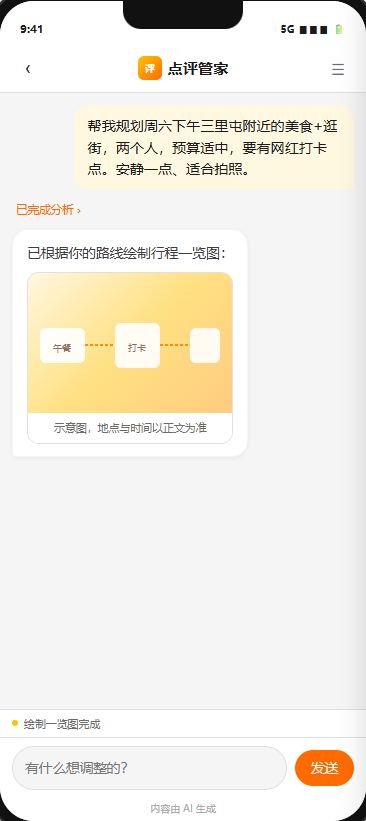 9:41
5G
‹
评 点评管家
☰
帮我规划周六下午三里屯附近的美食+逛
街，两个人，预算适中，要有网红打卡
点。安静一点、适合拍照。
已完成分析 ›
已根据你的路线绘制行程一览图：
午餐
打卡
示意图，地点与时间以正文为准
绘制一览图完成
有什么想调整的？
发送
内容由 AI 生成